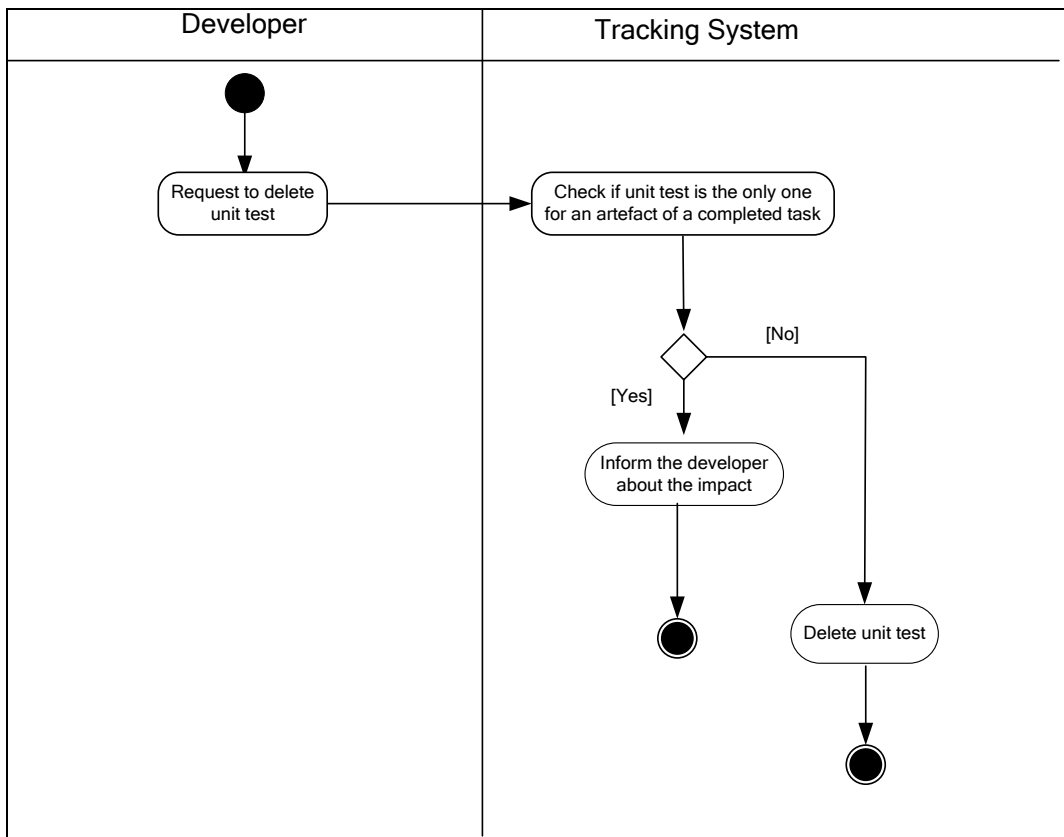 Developer
Tracking System
Request to delete
unit test
Check if unit test is the only one
for an artefact of a completed task
[No]
[Yes]
Inform the developer
about the impact
Delete unit test